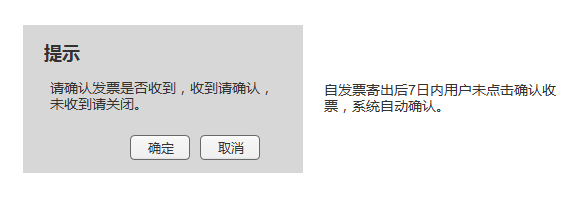 提示
请确认发票是否收到，收到请确认，
未收到请关闭。
确定
取消
自发票寄出后7日内用户未点击确认收
票，系统自动确认。